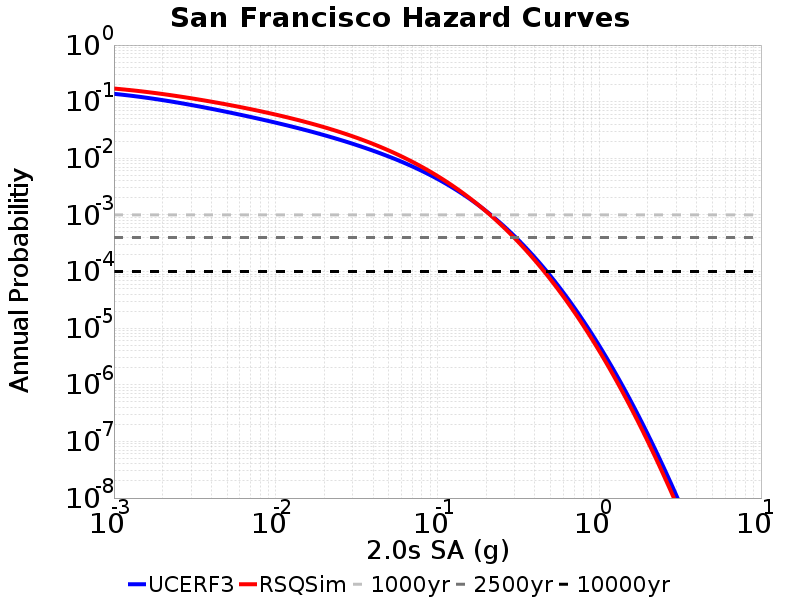 San Francisco Hazard Curves
Annual Probabilitiy
10^0
10^-1
10^-2
10^-3
10^-4
10^-5
10^-6
10^-7
10^-8
10^-3 10^-2 10^-1 10^0 10^1
2.0s SA (g)
UCERF3 RSQSim 1000yr 2500yr 10000yr